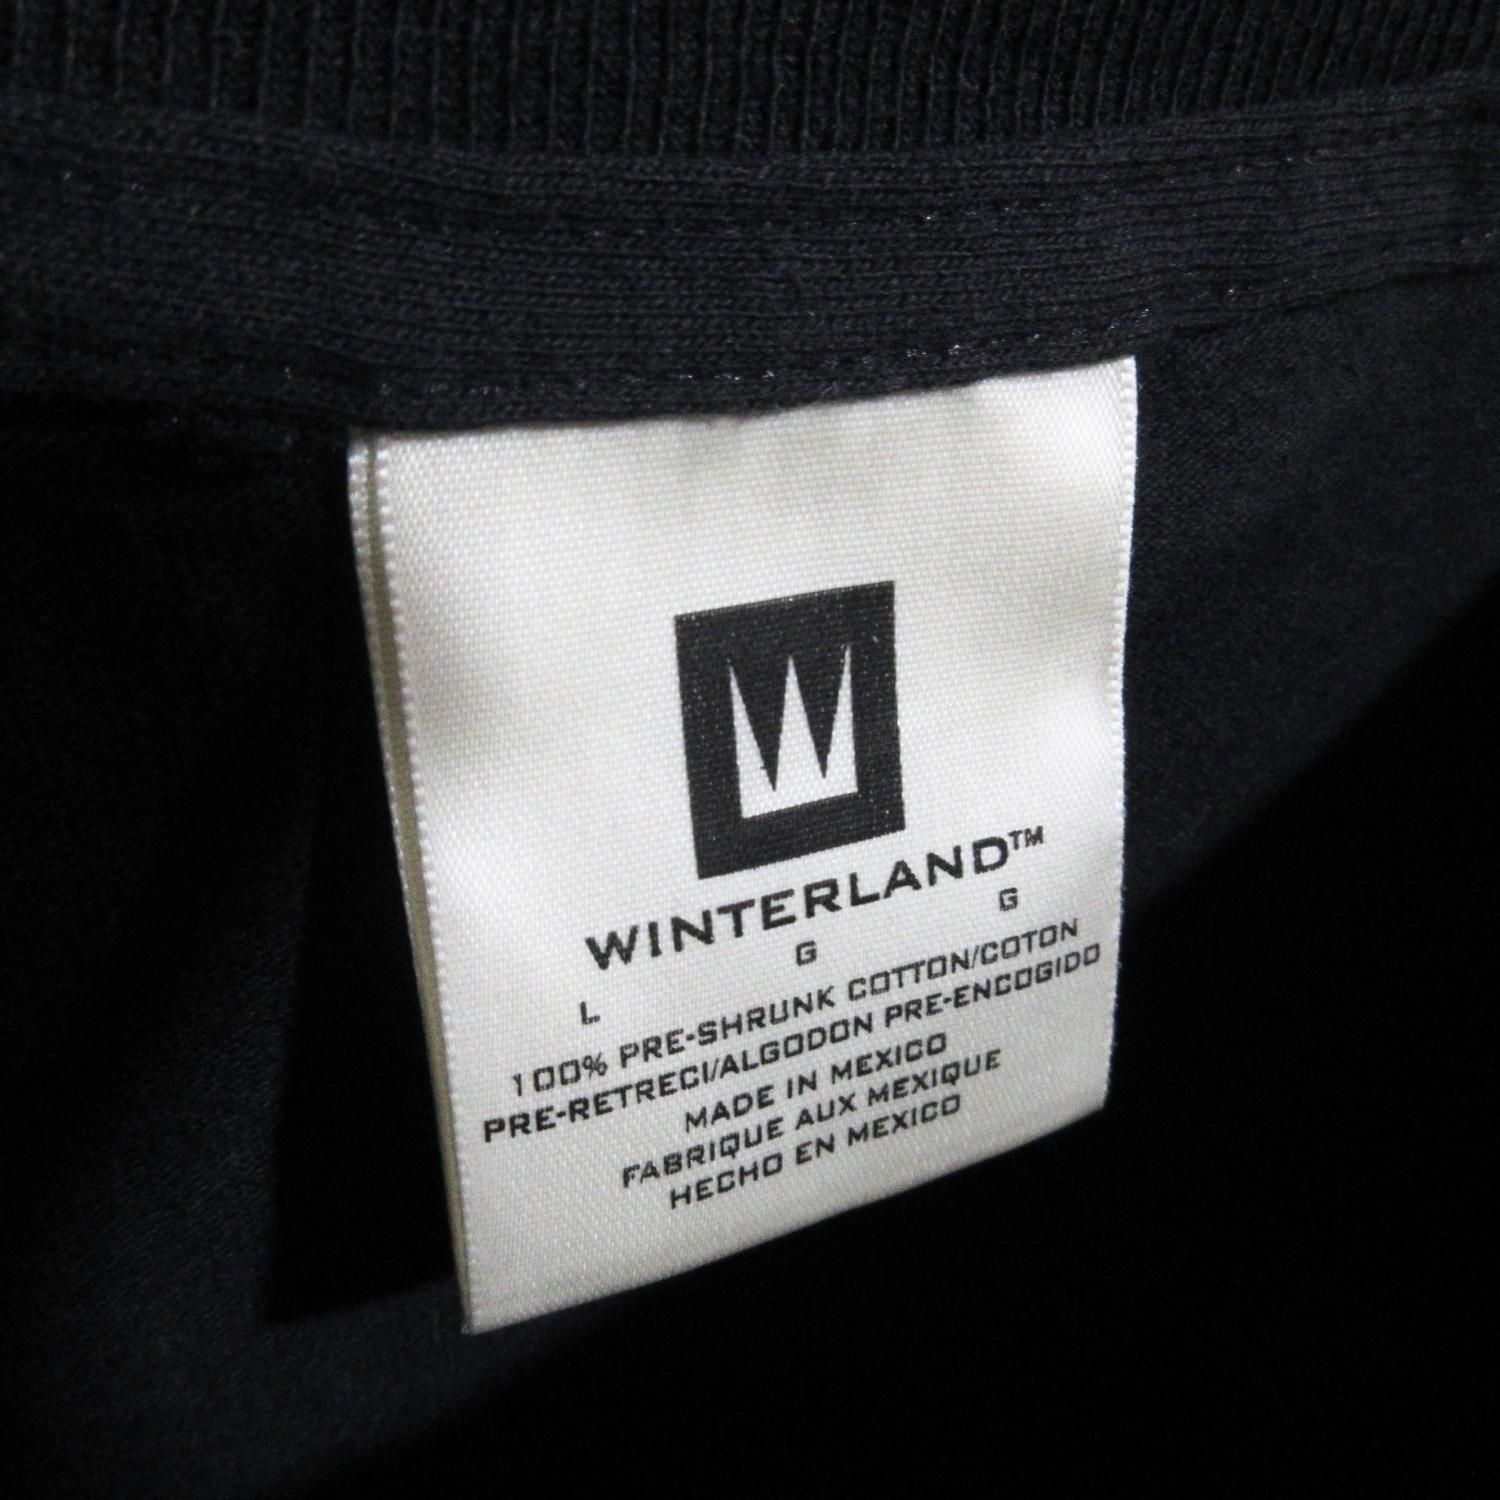 W
WINTERLAND™
L G G
100% PRE-SHRUNK COTTON/COTON
PRE-RETRECI/ALGODON PRE-ENCOGIDO
MADE IN MEXICO
FABRIQUE AUX MEXIQUE
HECHO EN MEXICO